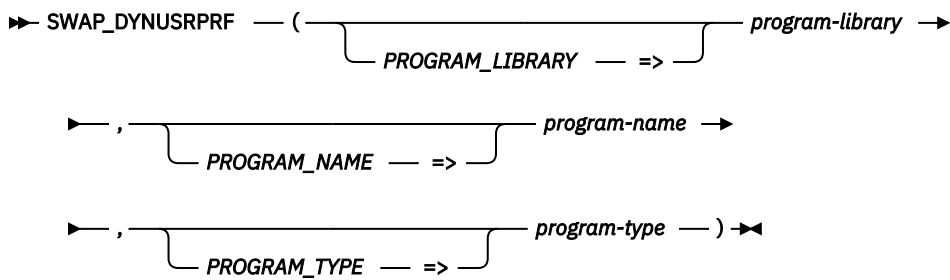 SWAP_DYNUSRPRF ( program-library
PROGRAM_LIBRARY =>
, program-name
PROGRAM_NAME =>
, program-type )
PROGRAM_TYPE =>